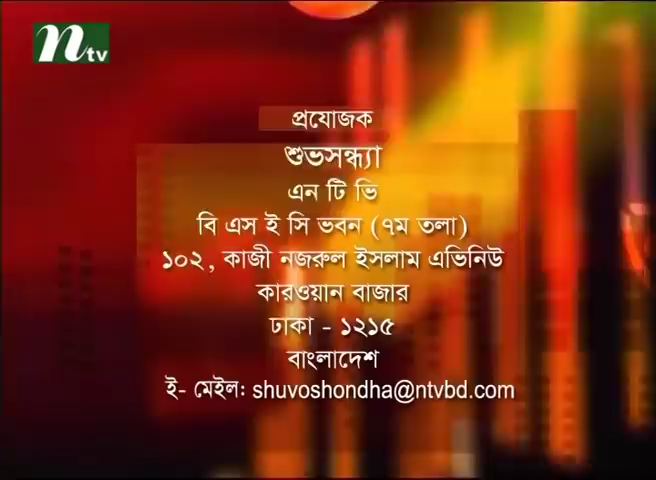 ntv
প্রযোজক
শুভসন্ধ্যা
এন টি ভি
বি এস ই সি ভবন (৭ম তলা)
১০২, কাজী নজরুল ইসলাম এভিনিউ
কারওয়ান বাজার
ঢাকা - ১২১৫
বাংলাদেশ
ই- মেইল: shuvoshondha@ntvbd.com